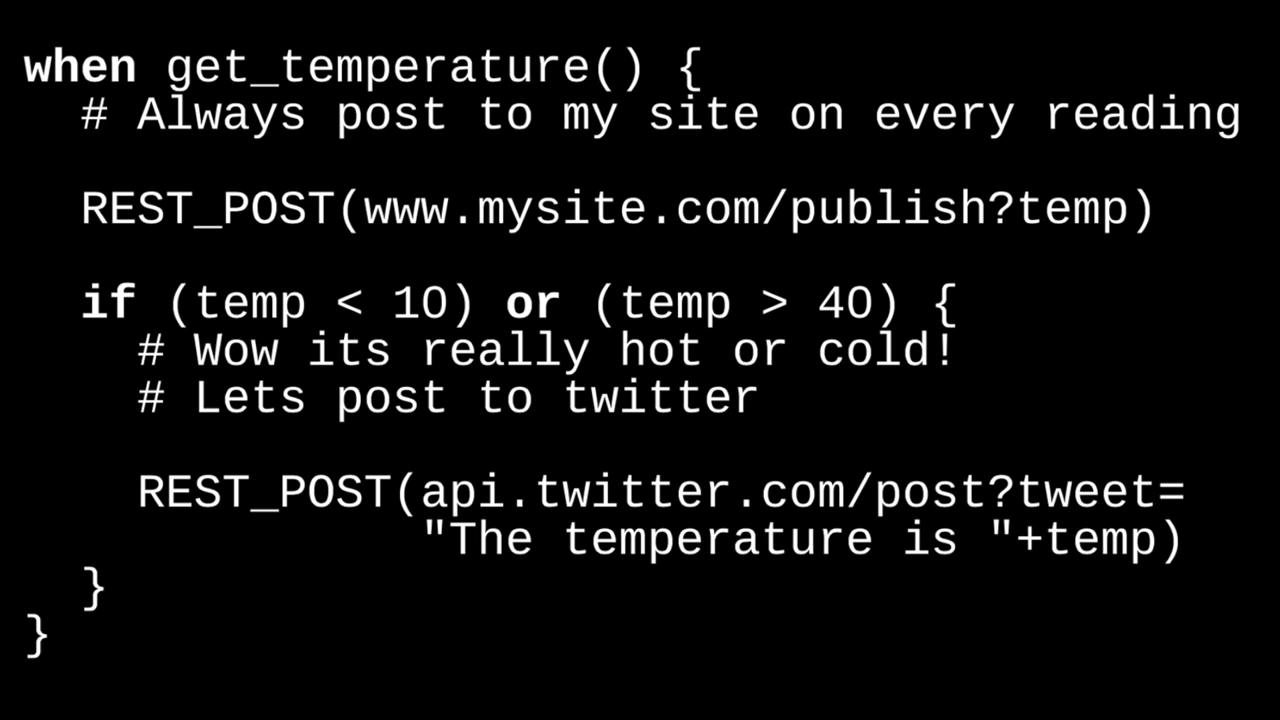 when get_temperature() {
# Always post to my site on every reading
REST_POST(www.mysite.com/publish?temp)
if (temp < 10) or (temp > 40) {
# Wow its really hot or cold!
# Lets post to twitter
REST_POST(api.twitter.com/post?tweet=
"The temperature is "+temp)
}
}